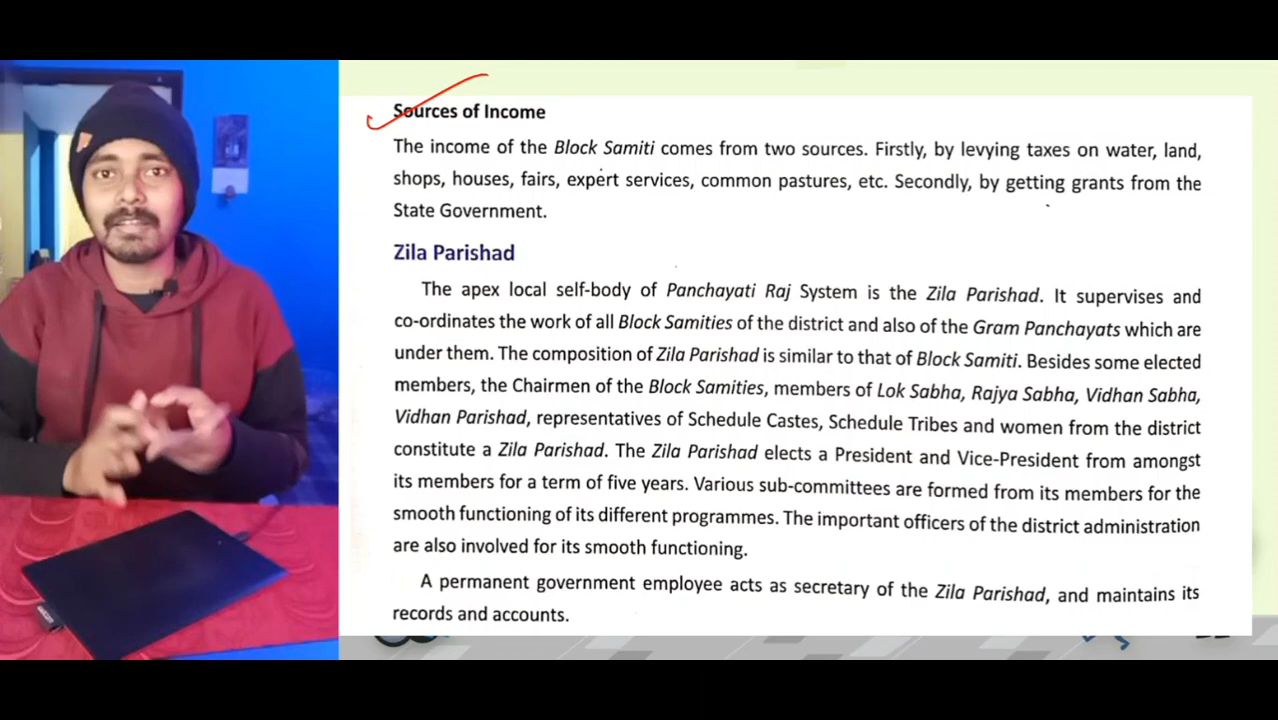 Sources of Income
The income of the Block Samiti comes from two sources. Firstly, by levying taxes on water, land,
shops, houses, fairs, expert services, common pastures, etc. Secondly, by getting grants from the
State Government.
Zila Parishad
The apex local self-body of Panchayati Raj System is the Zila Parishad. It supervises and
co-ordinates the work of all Block Samities of the district and also of the Gram Panchayats which are
under them. The composition of Zila Parishad is similar to that of Block Samiti. Besides some elected
members, the Chairmen of the Block Samities, members of Lok Sabha, Rajya Sabha, Vidhan Sabha,
Vidhan Parishad, representatives of Schedule Castes, Schedule Tribes and women from the district
constitute a Zila Parishad. The Zila Parishad elects a President and Vice-President from amongst
its members for a term of five years. Various sub-committees are formed from its members for the
smooth functioning of its different programmes. The important officers of the district administration
are also involved for its smooth functioning.
A permanent government employee acts as secretary of the Zila Parishad, and maintains its
records and accounts.